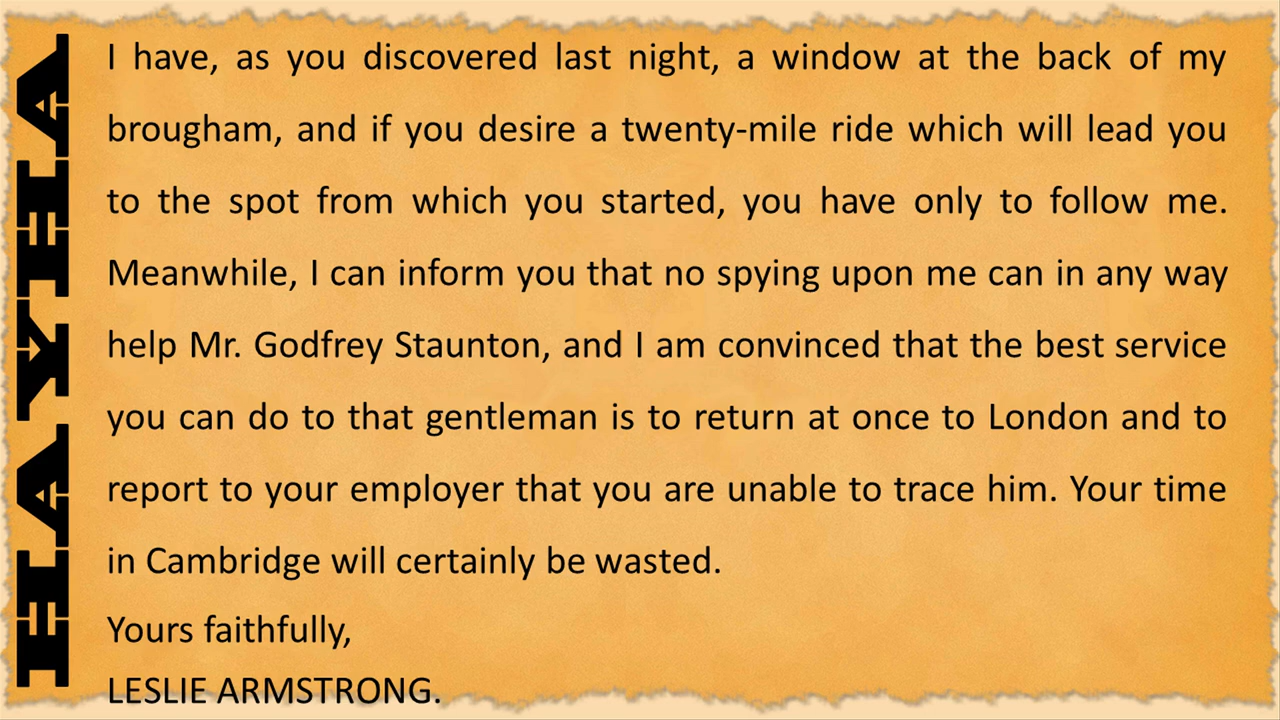 HAYHA
I have, as you discovered last night, a window at the back of my
brougham, and if you desire a twenty-mile ride which will lead you
to the spot from which you started, you have only to follow me.
Meanwhile, I can inform you that no spying upon me can in any way
help Mr. Godfrey Staunton, and I am convinced that the best service
you can do to that gentleman is to return at once to London and to
report to your employer that you are unable to trace him. Your time
in Cambridge will certainly be wasted.
Yours faithfully,
LESLIE ARMSTRONG.